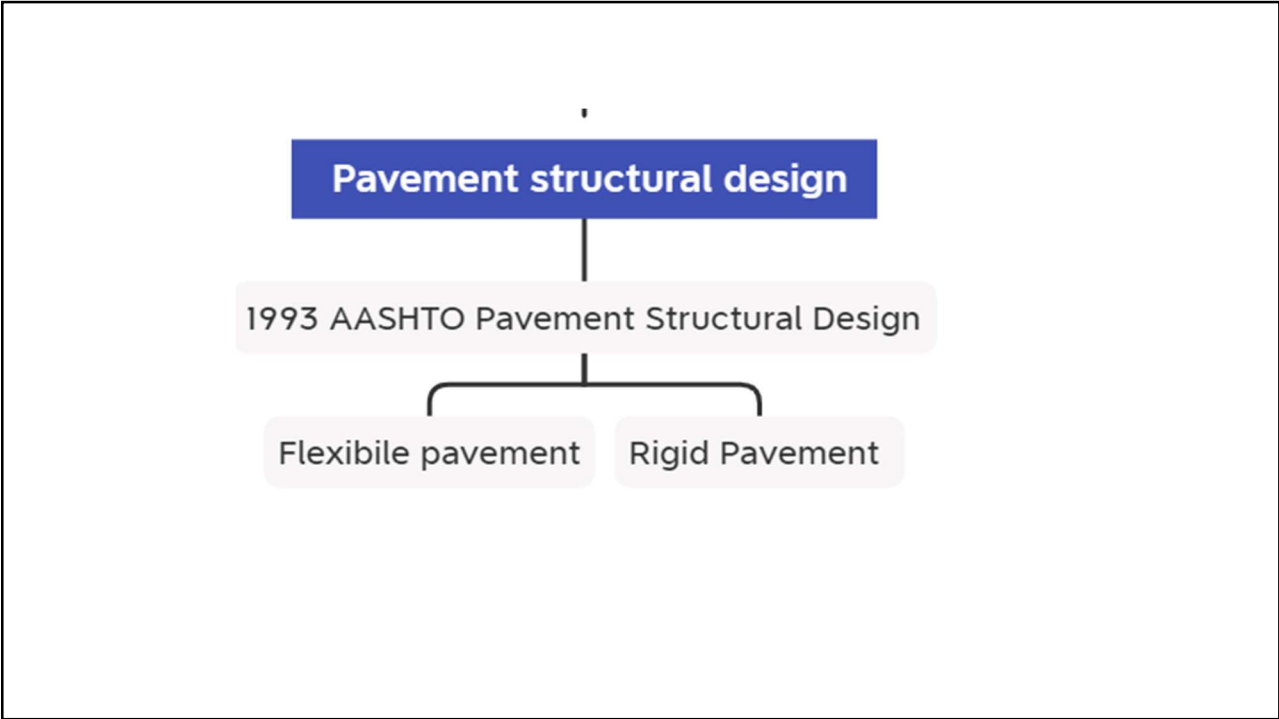 Pavement structural design
1993 AASHTO Pavement Structural Design
Flexibile pavement
Rigid Pavement